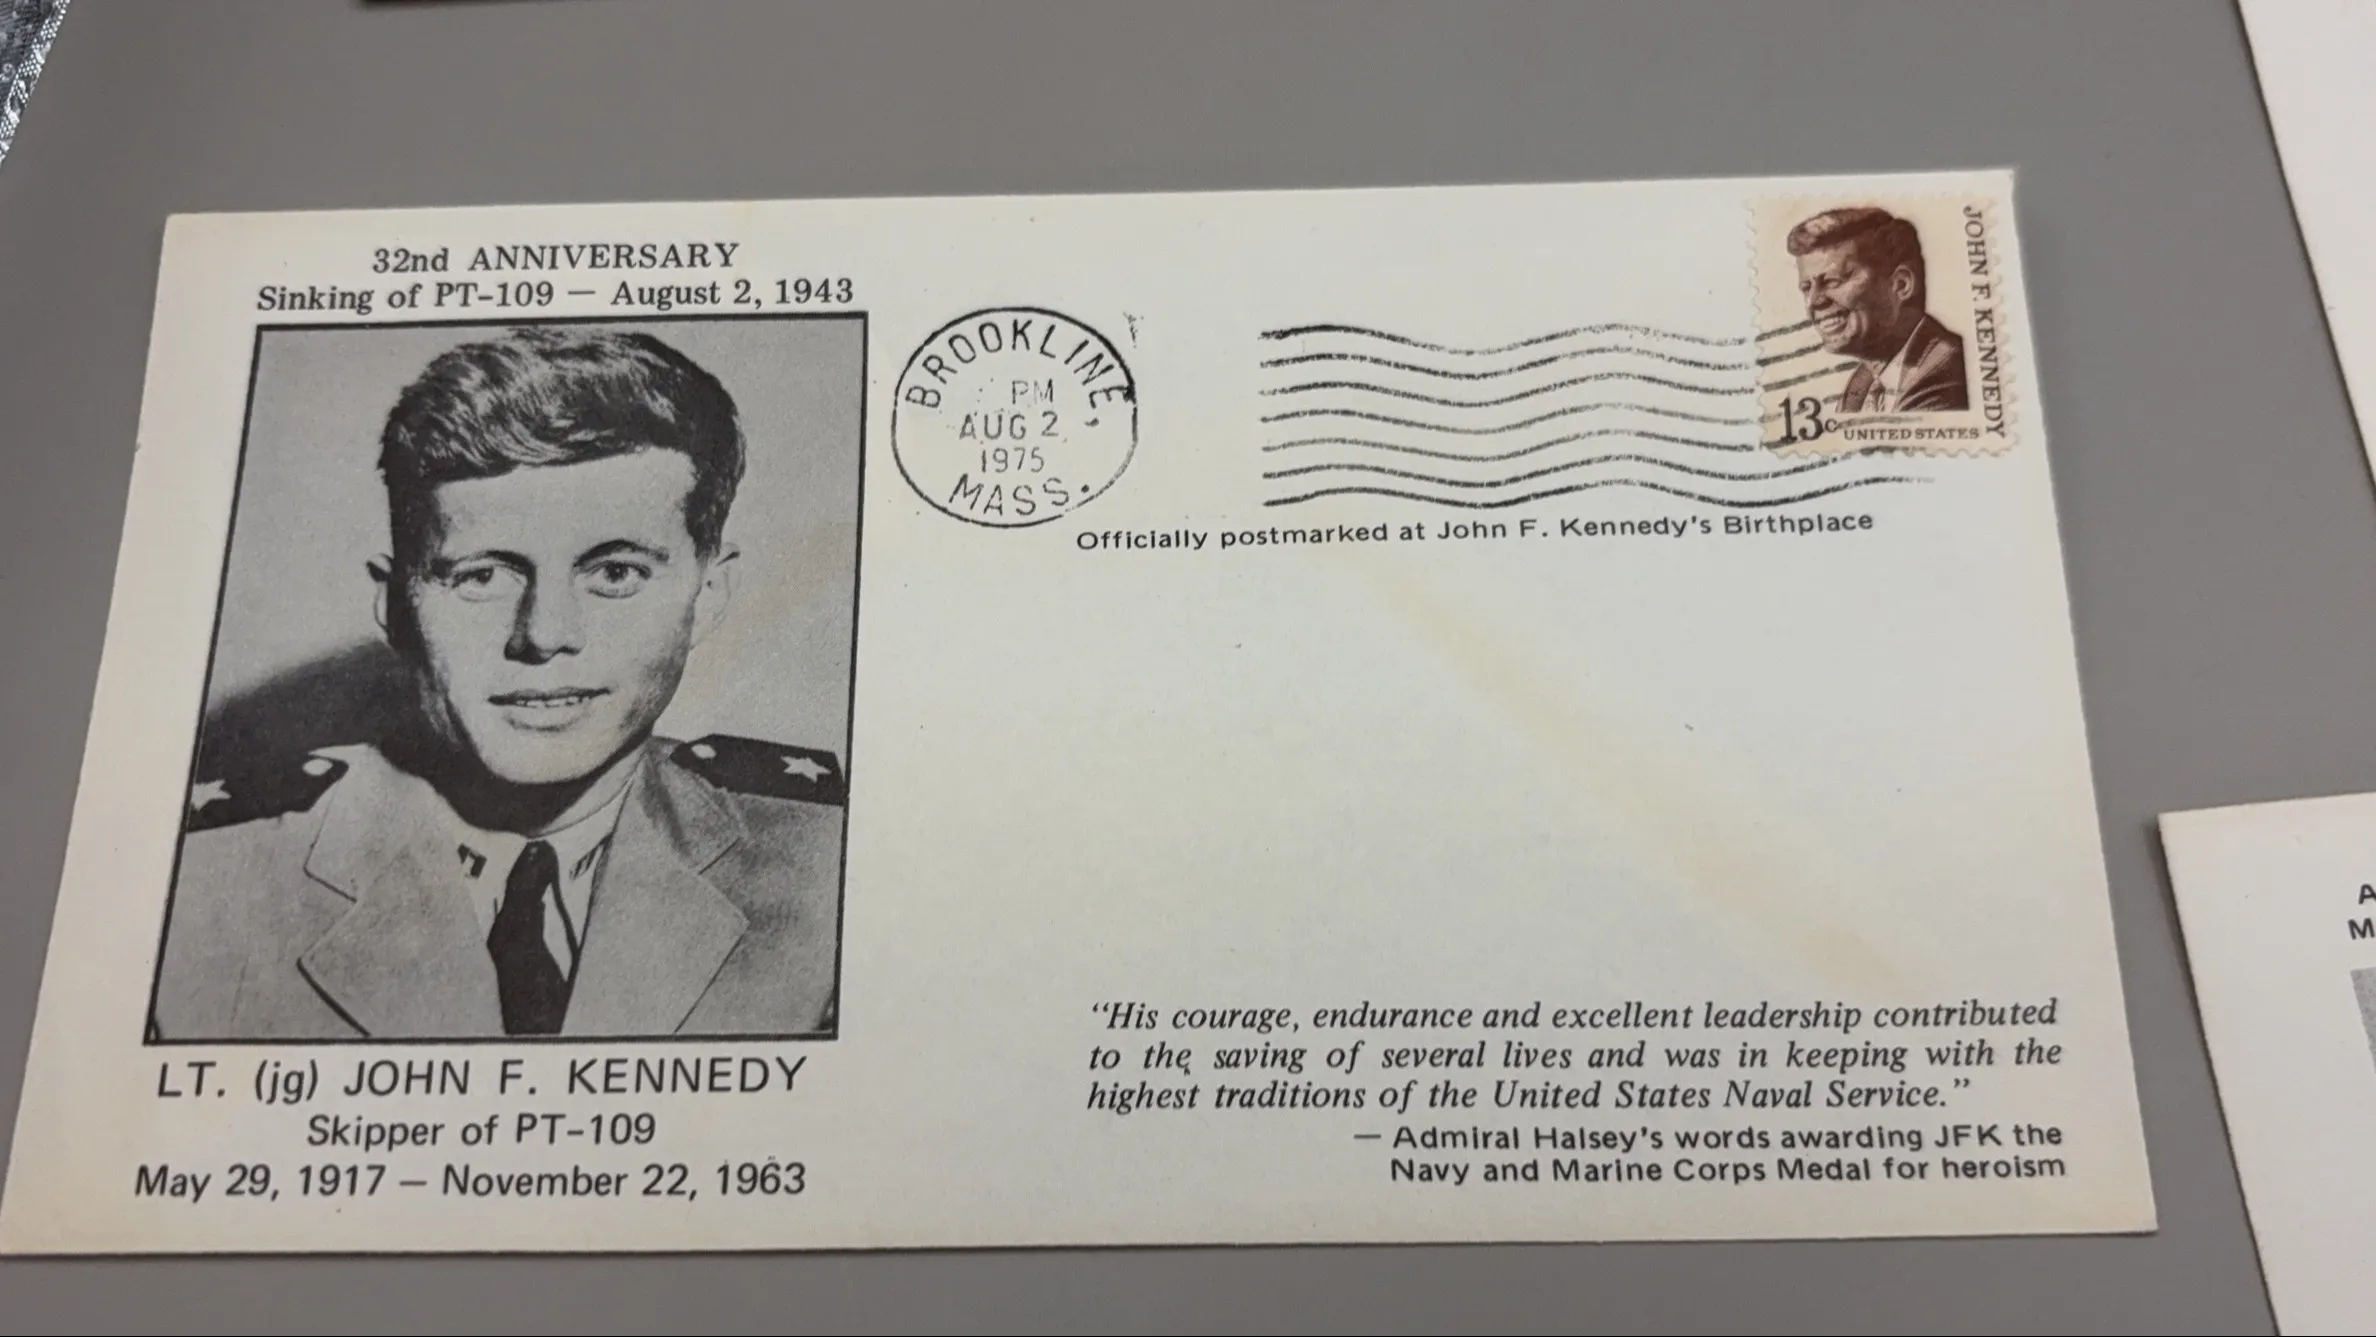 32nd ANNIVERSARY
Sinking of PT-109 — August 2, 1943
BROOKLINE,
PM
AUG 2
1975
MASS.
JOHN F. KENNEDY
13c UNITED STATES
Officially postmarked at John F. Kennedy's Birthplace
LT. (jg) JOHN F. KENNEDY
Skipper of PT-109
May 29, 1917 — November 22, 1963
"His courage, endurance and excellent leadership contributed
to the saving of several lives and was in keeping with the
highest traditions of the United States Naval Service."
— Admiral Halsey's words awarding JFK the
Navy and Marine Corps Medal for heroism